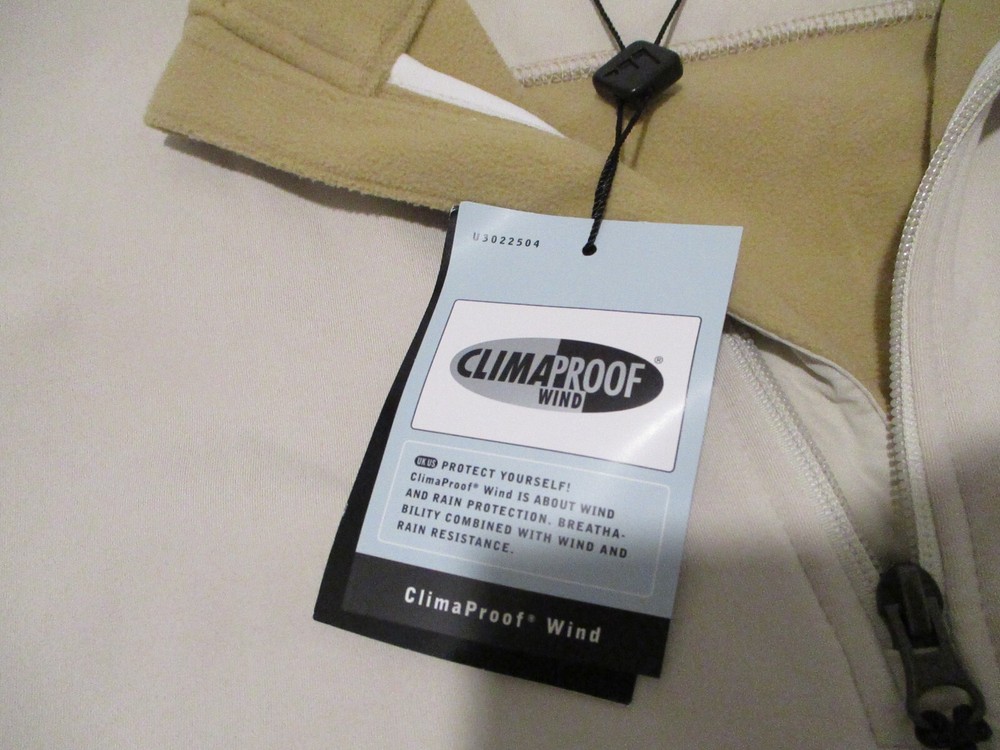 U3022504
CLIMAPROOF®
WIND
UK US PROTECT YOURSELF!
ClimaProof® Wind IS ABOUT WIND
AND RAIN PROTECTION. BREATHA-
BILITY COMBINED WITH WIND AND
RAIN RESISTANCE.
ClimaProof® Wind